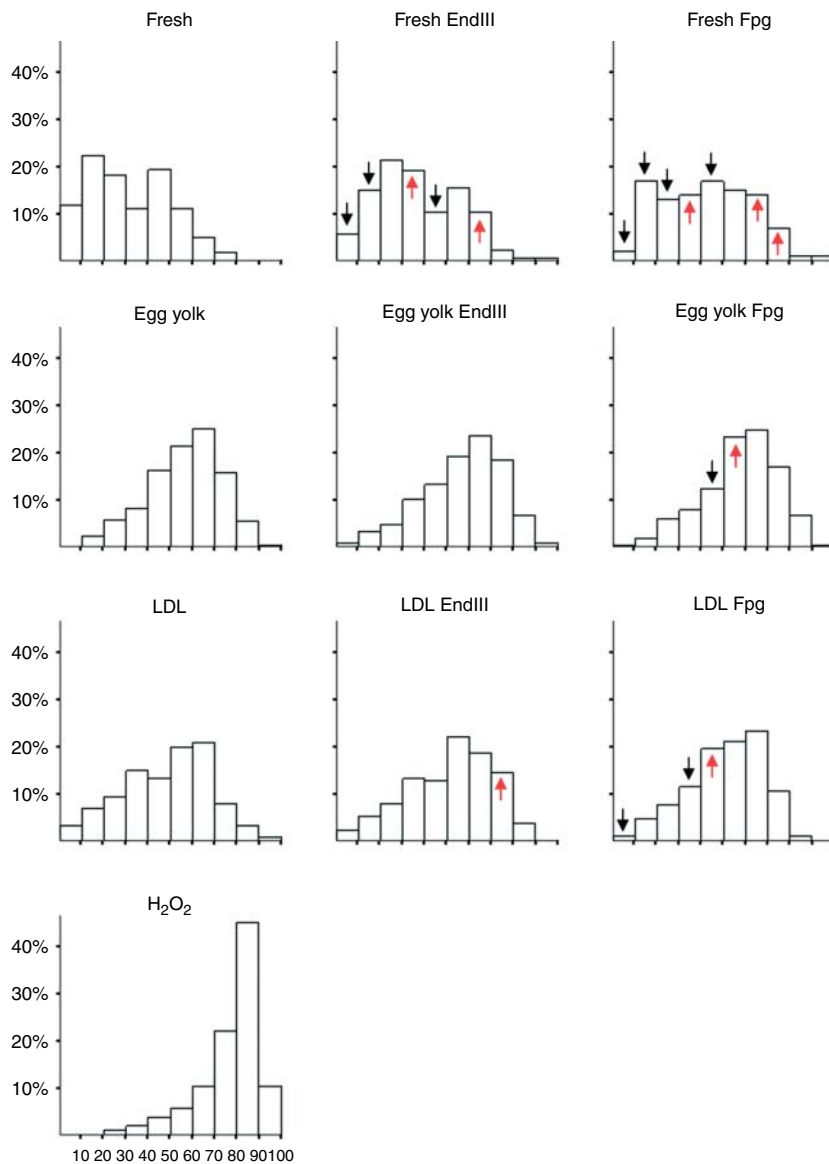 Fresh
Fresh EndIII
Fresh Fpg
40%
30%
20%
10%
Egg yolk
Egg yolk EndIII
Egg yolk Fpg
40%
30%
20%
10%
LDL
LDL EndIII
LDL Fpg
40%
30%
20%
10%
H₂O₂
40%
30%
20%
10%
10 20 30 40 50 60 70 80 90100